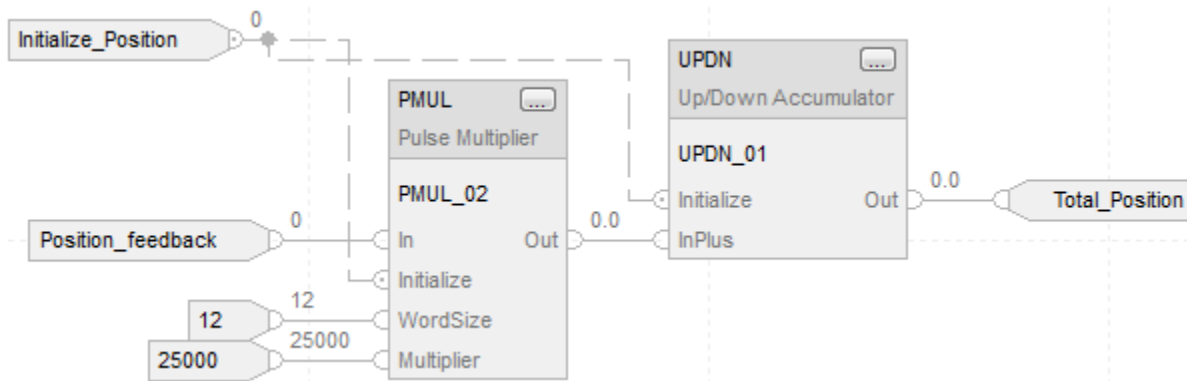 0
Initialize_Position
UPDN ...
Up/Down Accumulator
PMUL ...
Pulse Multiplier
UPDN_01
PMUL_02
0.0
Initialize Out Total_Position
0 0.0
Position_feedback In Out InPlus
Initialize
12
12 WordSize
25000
25000 Multiplier